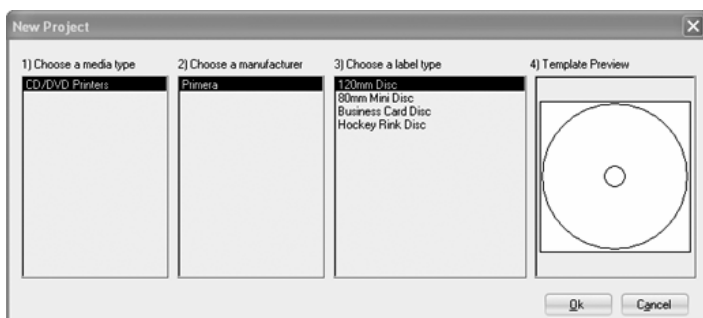 New Project
1) Choose a media type
2) Choose a manufacturer
3) Choose a label type
4) Template Preview
CD/DVD Printers
Primera
120mm Disc
80mm Mini Disc
Business Card Disc
Hockey Rink Disc
Ok
Cancel